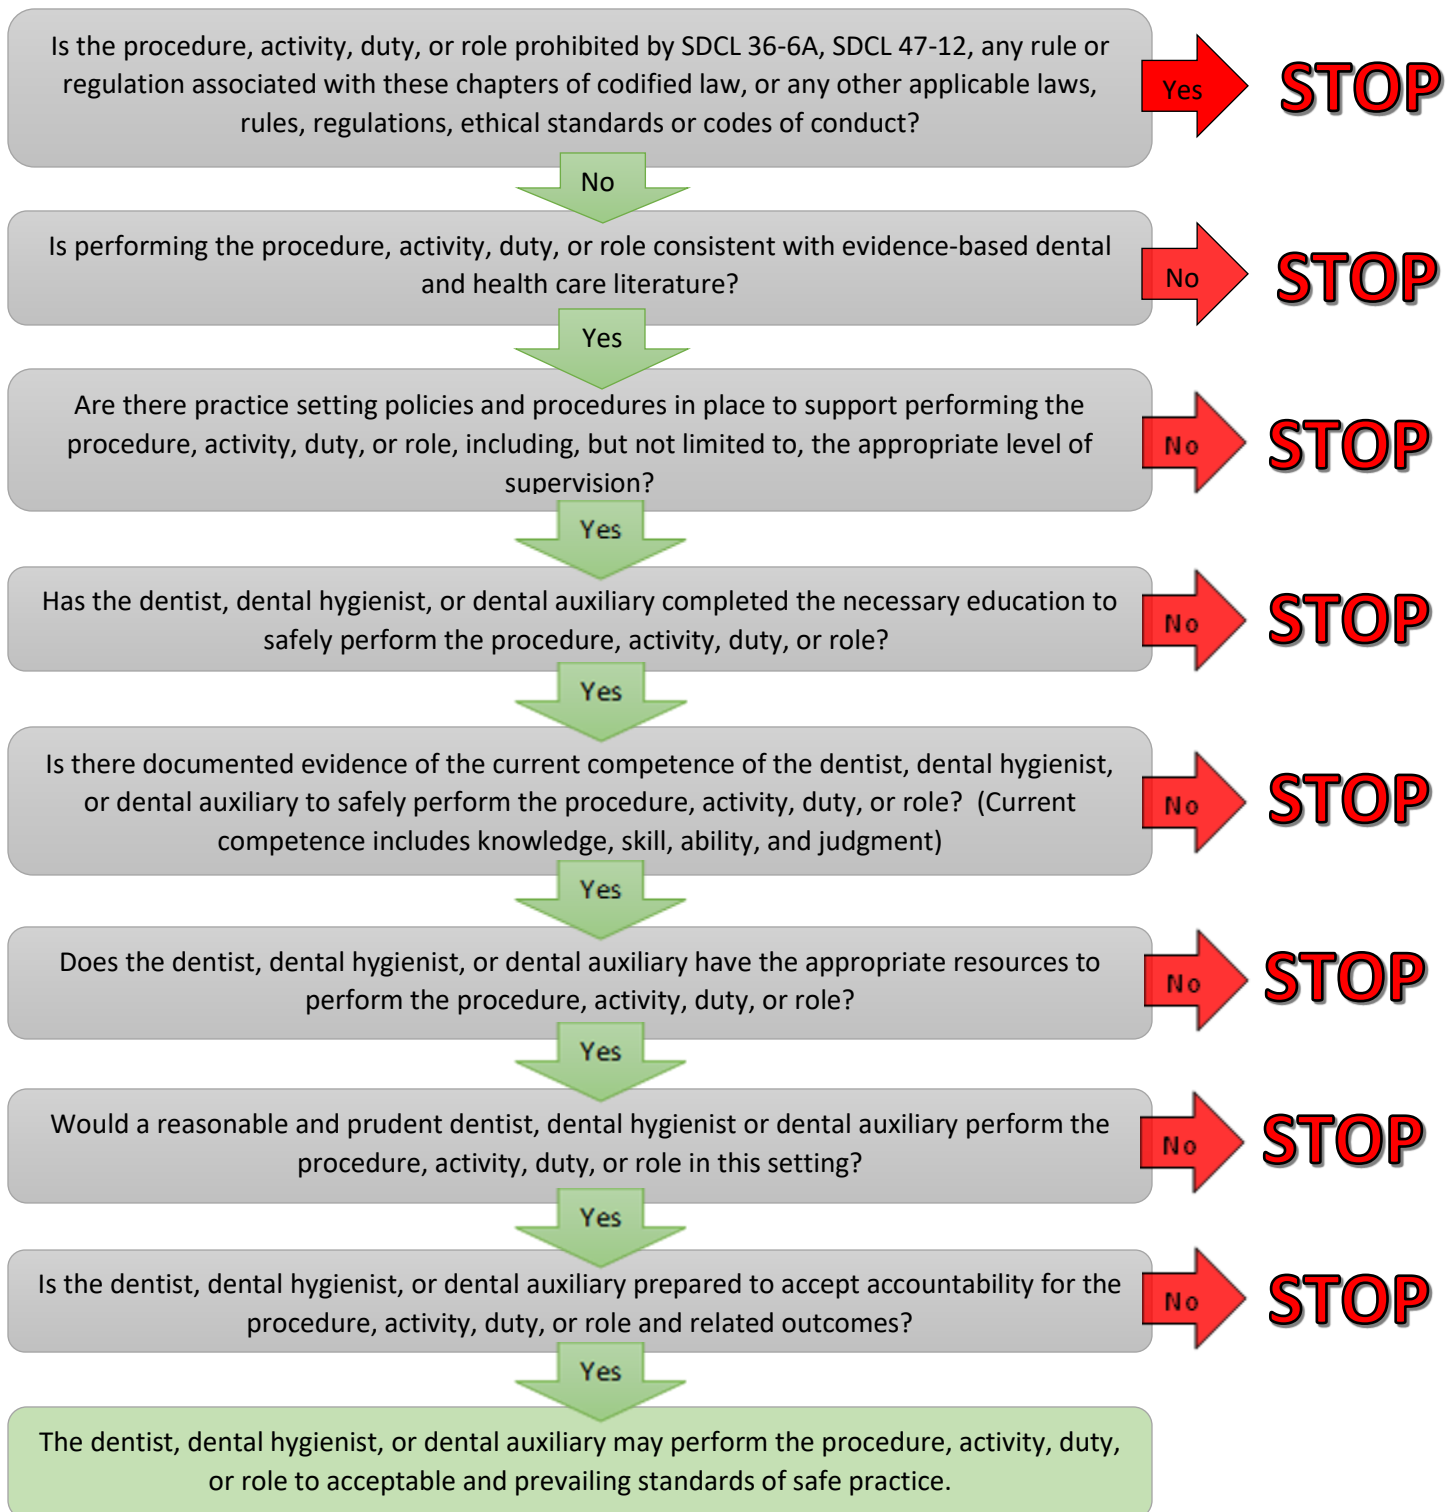 Is the procedure, activity, duty, or role prohibited by SDCL 36-6A, SDCL 47-12, any rule or
regulation associated with these chapters of codified law, or any other applicable laws,
rules, regulations, ethical standards or codes of conduct?
Yes
STOP
No
Is performing the procedure, activity, duty, or role consistent with evidence-based dental
and health care literature?
No
STOP
Yes
Are there practice setting policies and procedures in place to support performing the
procedure, activity, duty, or role, including, but not limited to, the appropriate level of
supervision?
No
STOP
Yes
Has the dentist, dental hygienist, or dental auxiliary completed the necessary education to
safely perform the procedure, activity, duty, or role?
No
STOP
Yes
Is there documented evidence of the current competence of the dentist, dental hygienist,
or dental auxiliary to safely perform the procedure, activity, duty, or role?  (Current
competence includes knowledge, skill, ability, and judgment)
No
STOP
Yes
Does the dentist, dental hygienist, or dental auxiliary have the appropriate resources to
perform the procedure, activity, duty, or role?
No
STOP
Yes
Would a reasonable and prudent dentist, dental hygienist or dental auxiliary perform the
procedure, activity, duty, or role in this setting?
No
STOP
Yes
Is the dentist, dental hygienist, or dental auxiliary prepared to accept accountability for the
procedure, activity, duty, or role and related outcomes?
No
STOP
Yes
The dentist, dental hygienist, or dental auxiliary may perform the procedure, activity, duty,
or role to acceptable and prevailing standards of safe practice.